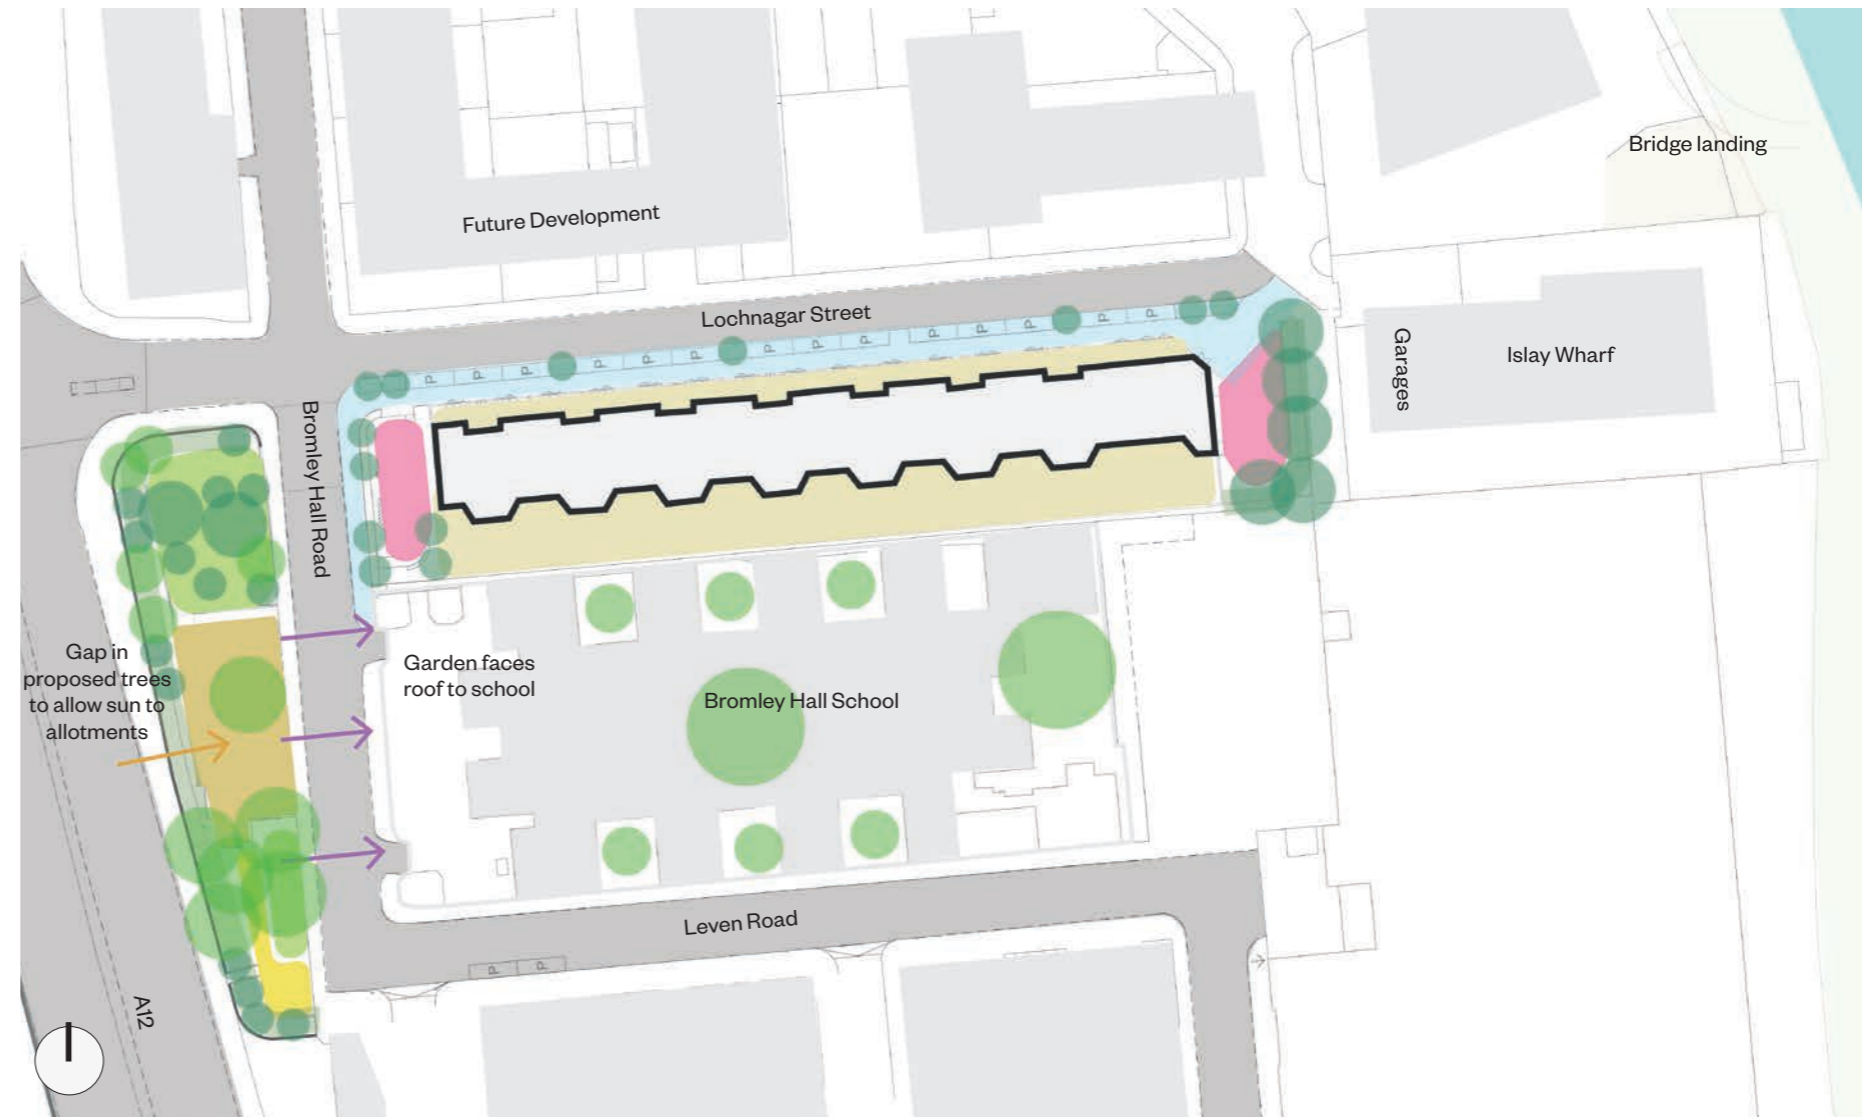 Bridge landing
Future Development
Lochnagar Street
P P P P P P P P P P P P P P
Garages
Islay Wharf
Bromley Hall Road
Gap in
proposed trees
to allow sun to
allotments
Garden faces
roof to school
Bromley Hall School
Leven Road
P P
A12